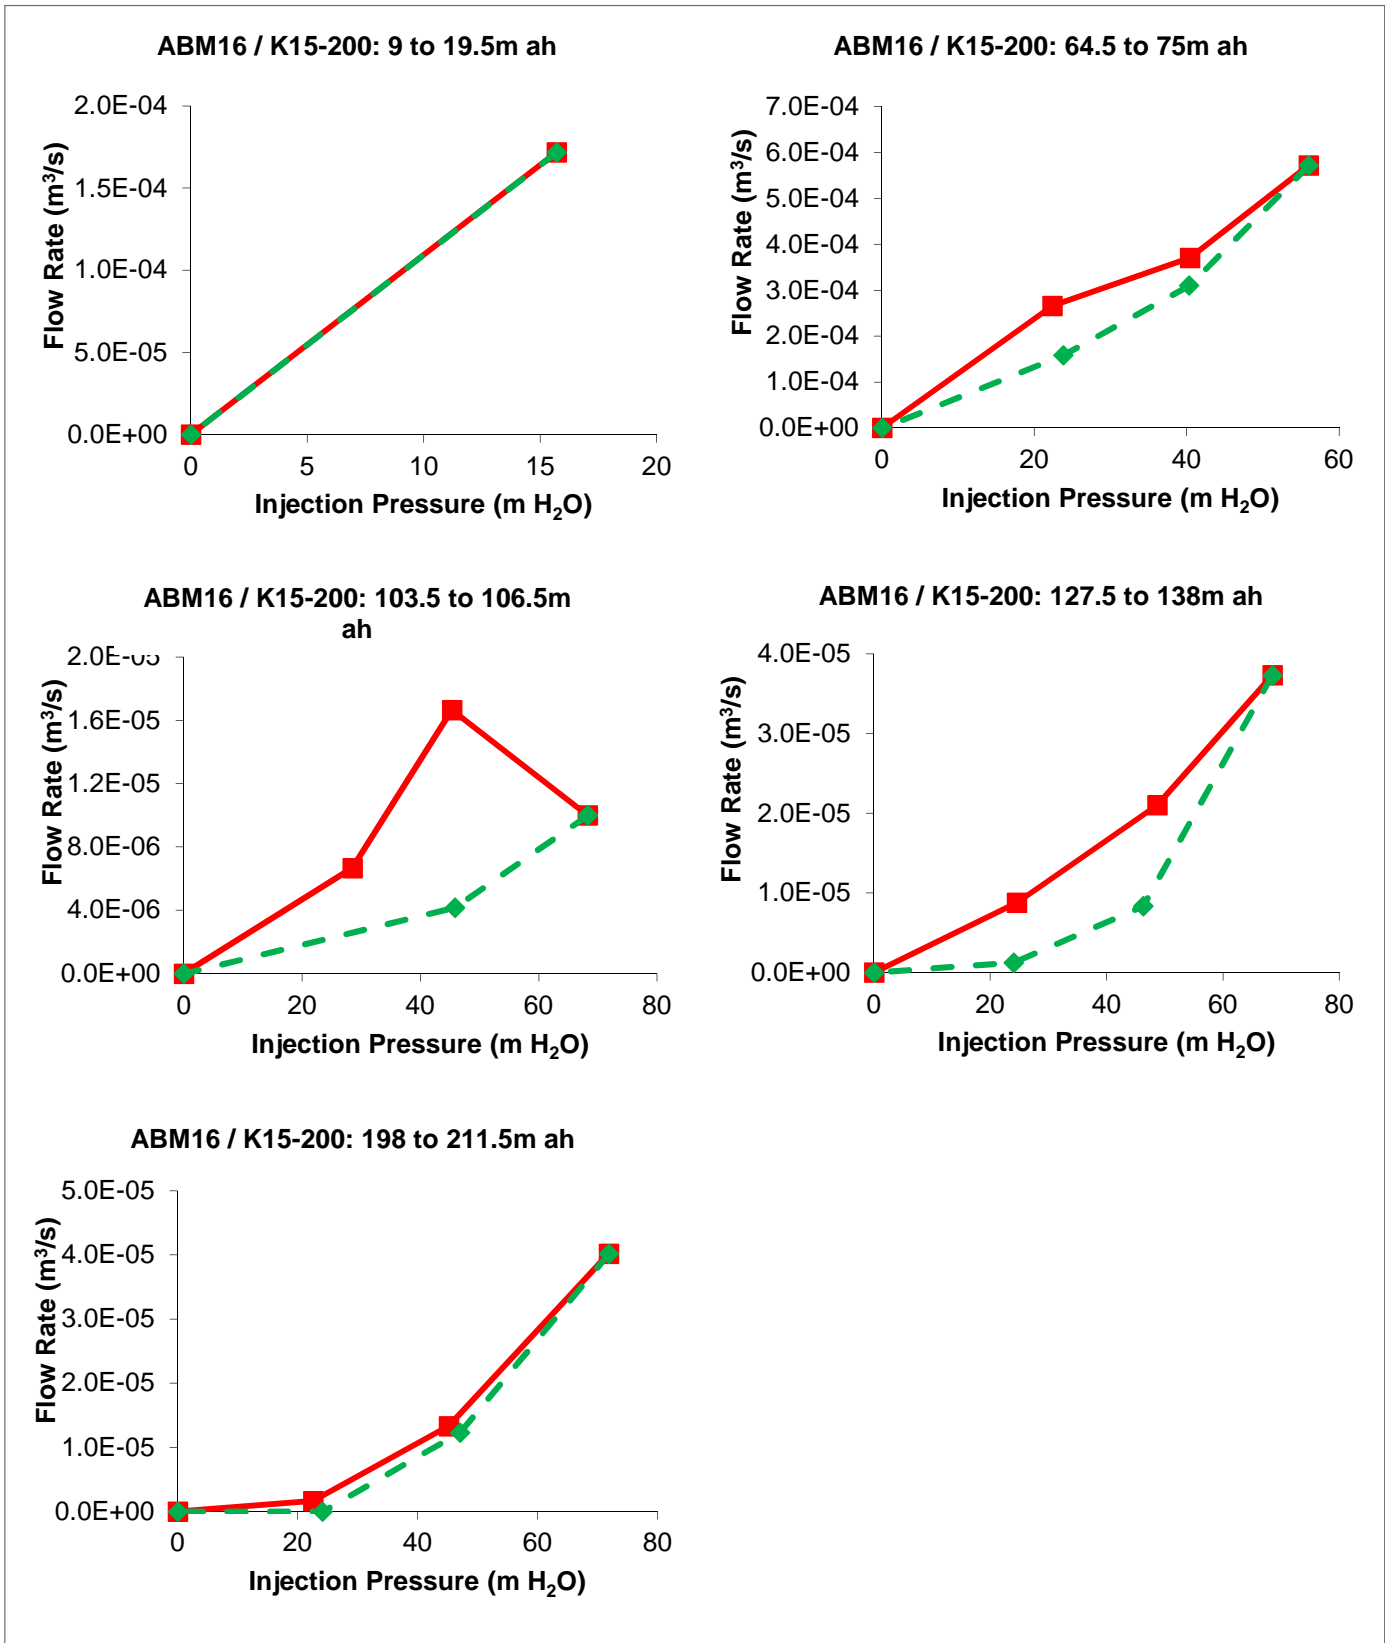 ABM16 / K15-200: 9 to 19.5m ah
Flow Rate (m³/s)
2.0E-04
1.5E-04
1.0E-04
5.0E-05
0.0E+00
0 5 10 15 20
Injection Pressure (m H₂O)
ABM16 / K15-200: 64.5 to 75m ah
Flow Rate (m³/s)
7.0E-04
6.0E-04
5.0E-04
4.0E-04
3.0E-04
2.0E-04
1.0E-04
0.0E+00
0 20 40 60
Injection Pressure (m H₂O)
ABM16 / K15-200: 103.5 to 106.5m
ah
Flow Rate (m³/s)
2.0E-05
1.6E-05
1.2E-05
8.0E-06
4.0E-06
0.0E+00
0 20 40 60 80
Injection Pressure (m H₂O)
ABM16 / K15-200: 127.5 to 138m ah
Flow Rate (m³/s)
4.0E-05
3.0E-05
2.0E-05
1.0E-05
0.0E+00
0 20 40 60 80
Injection Pressure (m H₂O)
ABM16 / K15-200: 198 to 211.5m ah
Flow Rate (m³/s)
5.0E-05
4.0E-05
3.0E-05
2.0E-05
1.0E-05
0.0E+00
0 20 40 60 80
Injection Pressure (m H₂O)